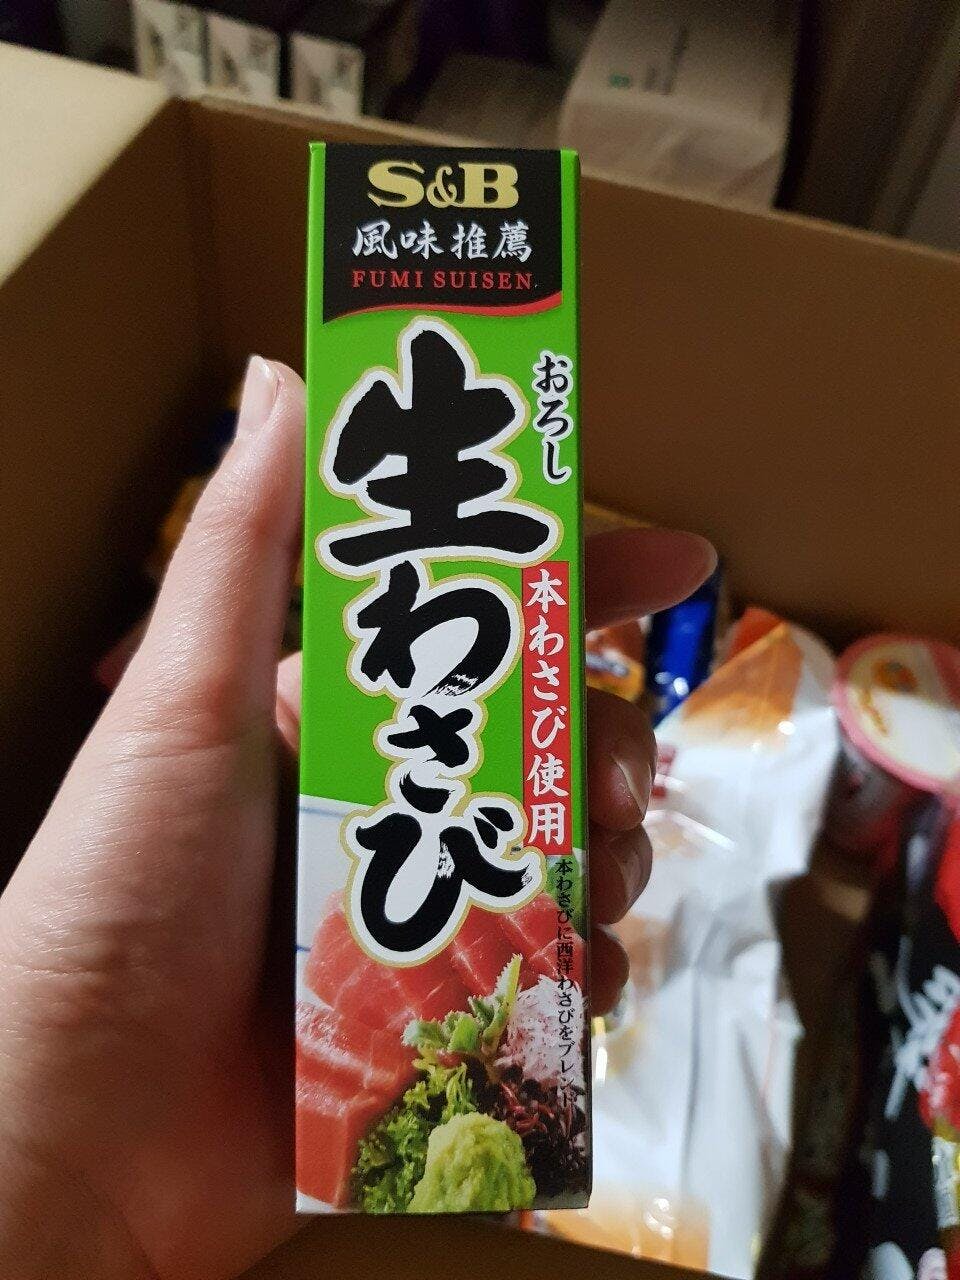 S&B
風味推薦
FUMI SUISEN
おろし
生わさび
本わさび使用
本わさびに西洋わさびをブレンド